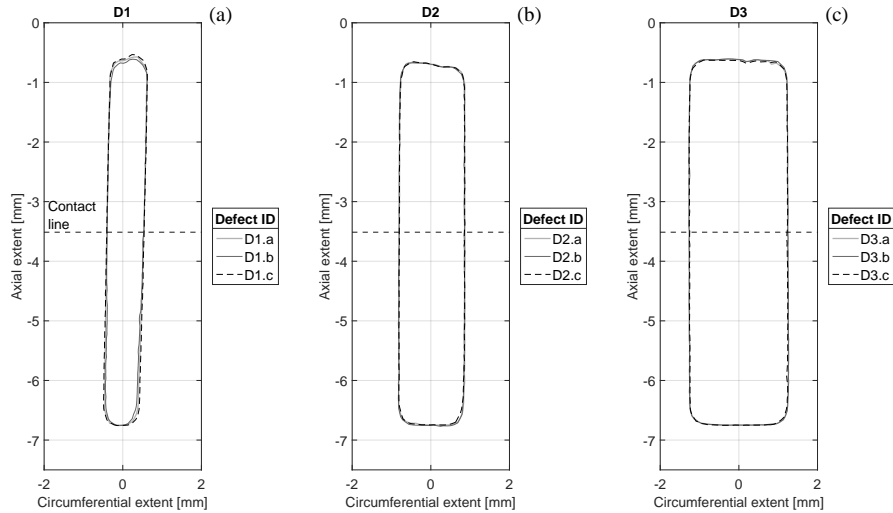 D1
(a)
0
-1
-2
-3
-4
-5
-6
-7
Axial extent [mm]
Contact
line
-2
0
2
Circumferential extent [mm]
Defect ID
D1.a
D1.b
D1.c
D2
(b)
0
-1
-2
-3
-4
-5
-6
-7
Axial extent [mm]
-2
0
2
Circumferential extent [mm]
Defect ID
D2.a
D2.b
D2.c
D3
(c)
0
-1
-2
-3
-4
-5
-6
-7
Axial extent [mm]
-2
0
2
Circumferential extent [mm]
Defect ID
D3.a
D3.b
D3.c